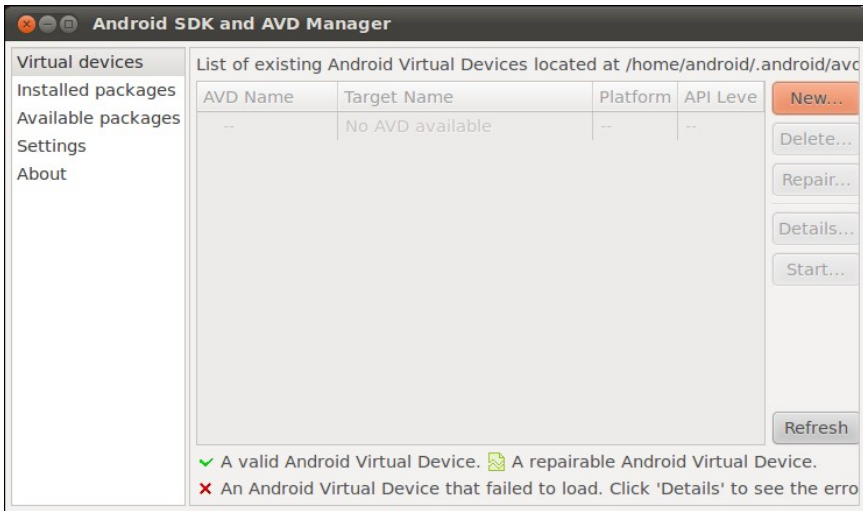 Android SDK and AVD Manager
Virtual devices
Installed packages
Available packages
Settings
About
List of existing Android Virtual Devices located at /home/android/.android/avd
AVD Name Target Name Platform API Leve
-- No AVD available -- --
New...
Delete...
Repair...
Details...
Start...
Refresh
A valid Android Virtual Device. A repairable Android Virtual Device.
An Android Virtual Device that failed to load. Click 'Details' to see the erro